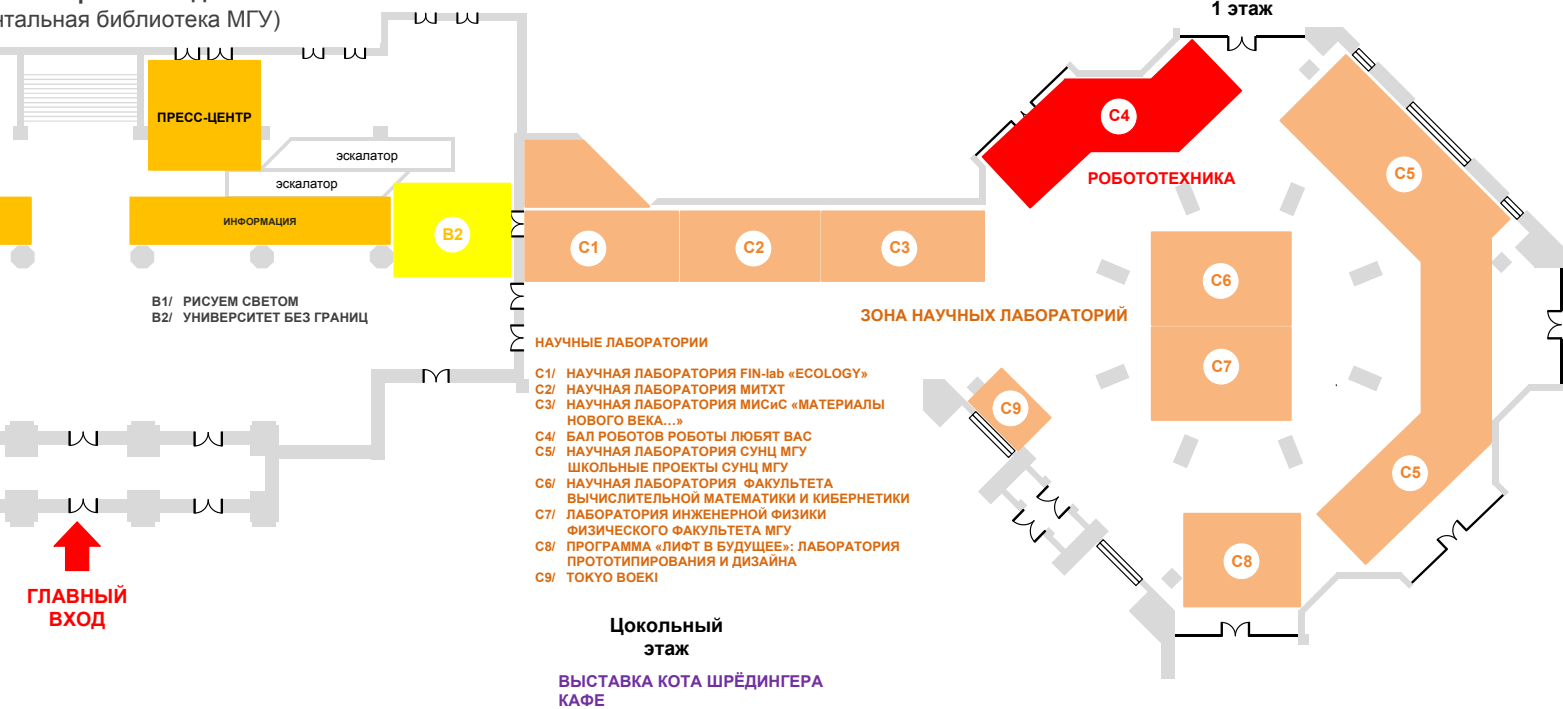 нтальная библиотека МГУ)
1 этаж
ПРЕСС-ЦЕНТР
эскалатор
эскалатор
ИНФОРМАЦИЯ
B2
C1
C2
C3
C4
РОБОТОТЕХНИКА
C5
C6
C7
C5
C8
C9
B1/ РИСУЕМ СВЕТОМ
B2/ УНИВЕРСИТЕТ БЕЗ ГРАНИЦ
ЗОНА НАУЧНЫХ ЛАБОРАТОРИЙ
НАУЧНЫЕ ЛАБОРАТОРИИ
C1/ НАУЧНАЯ ЛАБОРАТОРИЯ FIN-lab «ECOLOGY»
C2/ НАУЧНАЯ ЛАБОРАТОРИЯ МИТХТ
C3/ НАУЧНАЯ ЛАБОРАТОРИЯ МИСиС «МАТЕРИАЛЫ
НОВОГО ВЕКА...»
C4/ БАЛ РОБОТОВ РОБОТЫ ЛЮБЯТ ВАС
C5/ НАУЧНАЯ ЛАБОРАТОРИЯ СУНЦ МГУ
ШКОЛЬНЫЕ ПРОЕКТЫ СУНЦ МГУ
C6/ НАУЧНАЯ ЛАБОРАТОРИЯ ФАКУЛЬТЕТА
ВЫЧИСЛИТЕЛЬНОЙ МАТЕМАТИКИ И КИБЕРНЕТИКИ
C7/ ЛАБОРАТОРИЯ ИНЖЕНЕРНОЙ ФИЗИКИ
ФИЗИЧЕСКОГО ФАКУЛЬТЕТА МГУ
C8/ ПРОГРАММА «ЛИФТ В БУДУЩЕЕ»: ЛАБОРАТОРИЯ
ПРОТОТИПИРОВАНИЯ И ДИЗАЙНА
C9/ TOKYO BOEKI
ГЛАВНЫЙ
ВХОД
Цокольный
этаж
ВЫСТАВКА КОТА ШРЁДИНГЕРА
КАФЕ